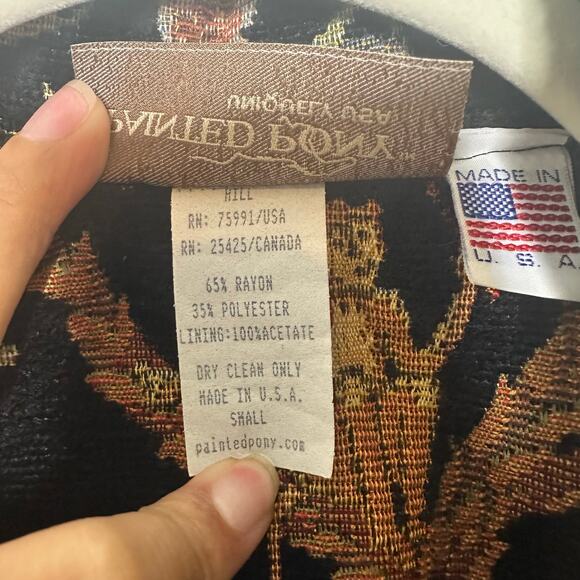 PAINTED PONY™
UNIQUELY USA
HILL
RN: 75991/USA
RN: 25425/CANADA
65% RAYON
35% POLYESTER
LINING:100%ACETATE
DRY CLEAN ONLY
MADE IN U.S.A.
SMALL
paintedpony.com
MADE IN
U. S. A